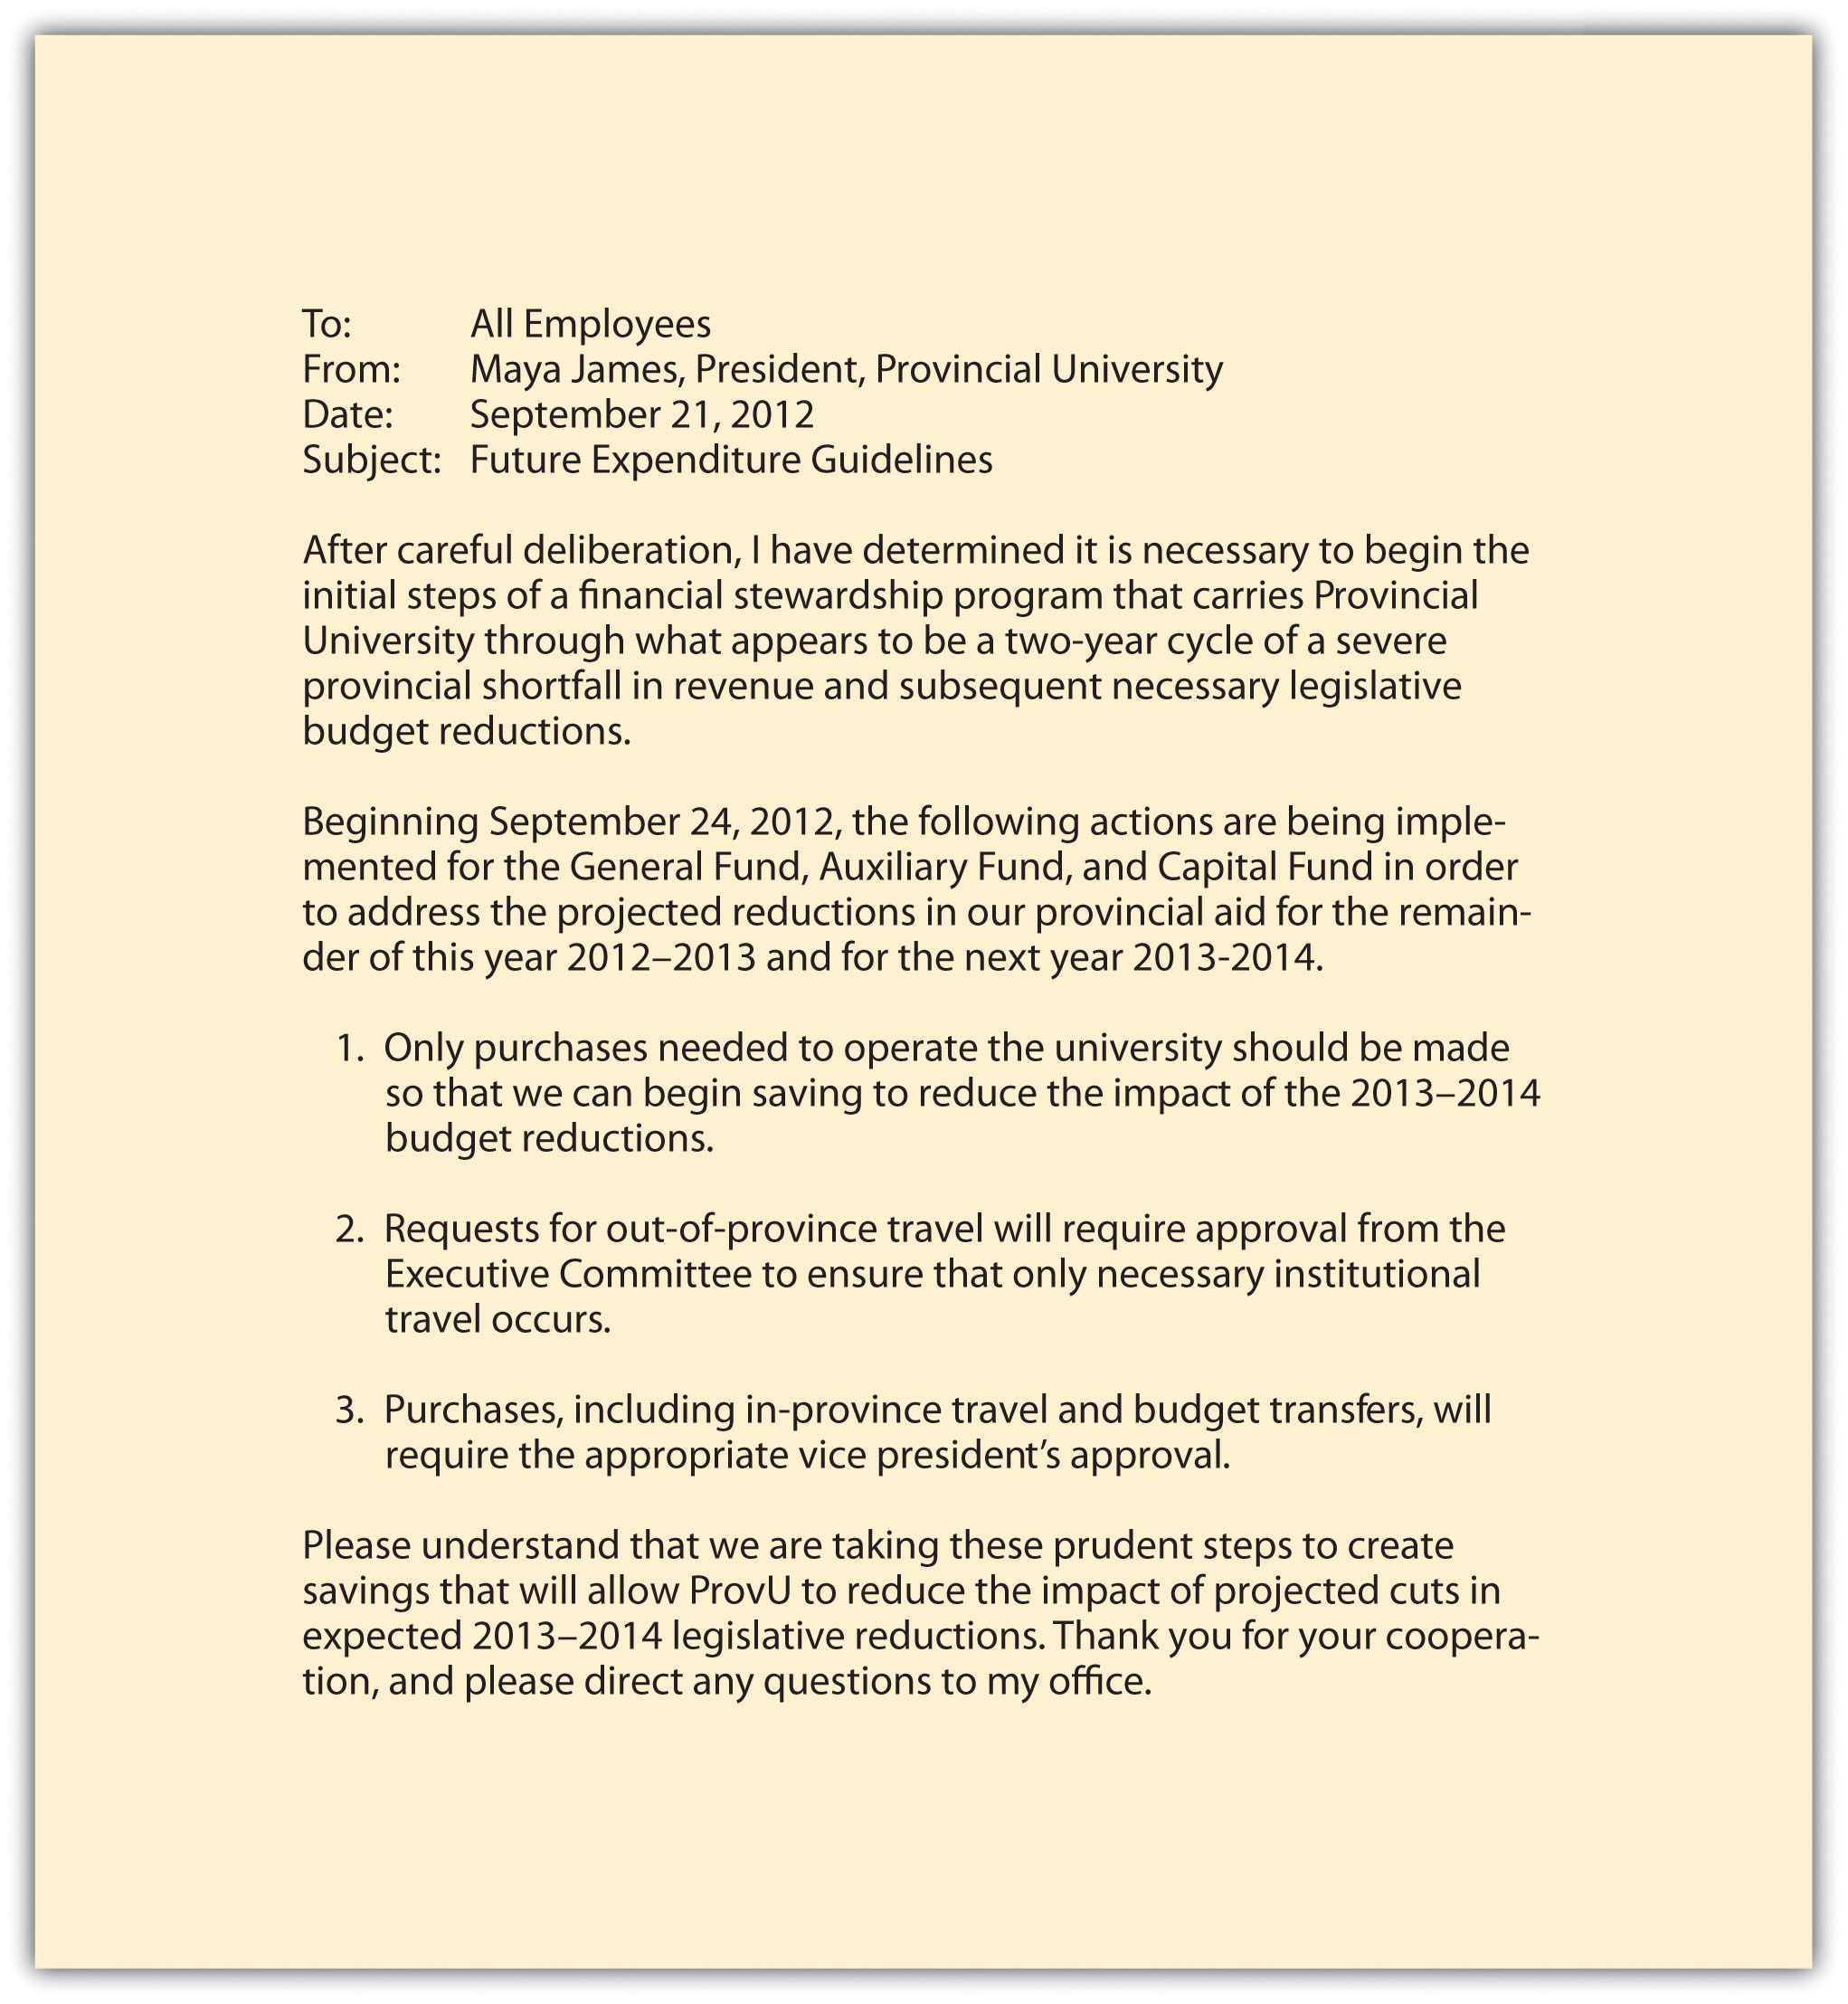 To: All Employees
From: Maya James, President, Provincial University
Date: September 21, 2012
Subject: Future Expenditure Guidelines
After careful deliberation, I have determined it is necessary to begin the
initial steps of a financial stewardship program that carries Provincial
University through what appears to be a two-year cycle of a severe
provincial shortfall in revenue and subsequent necessary legislative
budget reductions.
Beginning September 24, 2012, the following actions are being imple-
mented for the General Fund, Auxiliary Fund, and Capital Fund in order
to address the projected reductions in our provincial aid for the remain-
der of this year 2012–2013 and for the next year 2013-2014.
1. Only purchases needed to operate the university should be made
so that we can begin saving to reduce the impact of the 2013–2014
budget reductions.
2. Requests for out-of-province travel will require approval from the
Executive Committee to ensure that only necessary institutional
travel occurs.
3. Purchases, including in-province travel and budget transfers, will
require the appropriate vice president’s approval.
Please understand that we are taking these prudent steps to create
savings that will allow ProvU to reduce the impact of projected cuts in
expected 2013–2014 legislative reductions. Thank you for your coopera-
tion, and please direct any questions to my office.